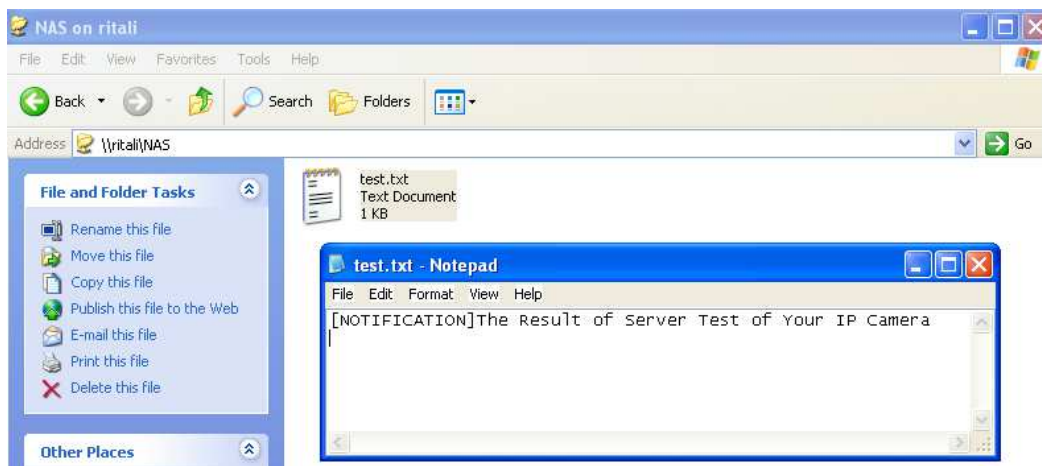 NAS on ritali
File Edit View Favorites Tools Help
Back Search Folders
Address \\ritali\NAS Go
File and Folder Tasks
Rename this file
Move this file
Copy this file
Publish this file to the Web
E-mail this file
Print this file
Delete this file
Other Places
test.txt
Text Document
1 KB
test.txt - Notepad
File Edit Format View Help
[NOTIFICATION]The Result of Server Test of Your IP Camera